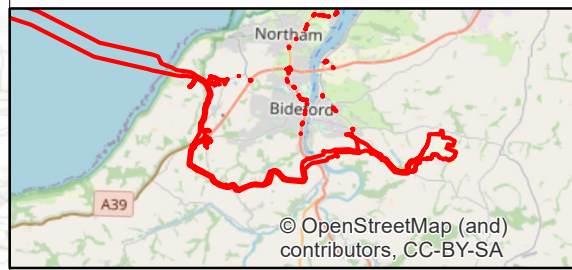 Northam
Bideford
A39
© OpenStreetMap (and)
contributors, CC-BY-SA